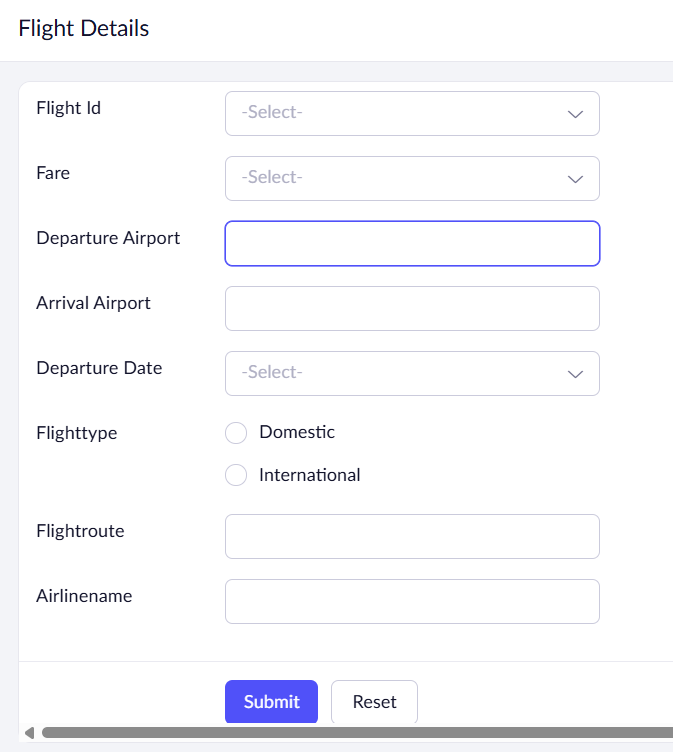 Flight Details
Flight Id -Select-
Fare -Select-
Departure Airport
Arrival Airport
Departure Date -Select-
Flighttype Domestic
International
Flightroute
Airlinename
Submit Reset